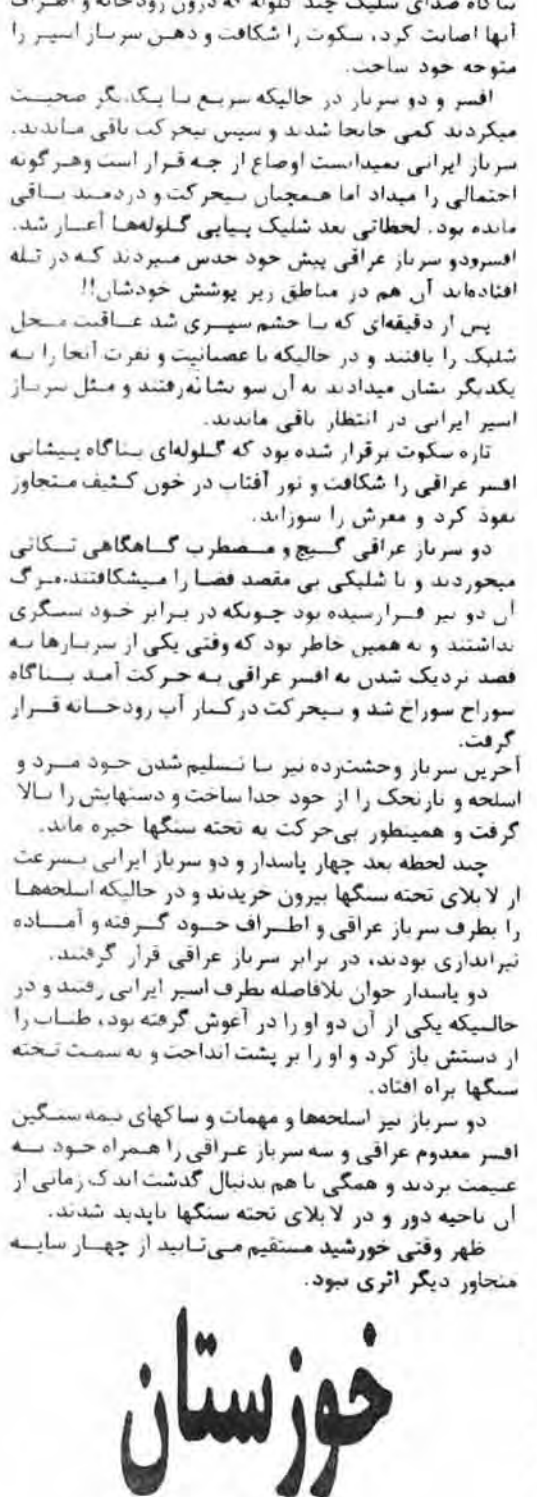 بناگاه صدای شلیک چند گلوله که درون رودخانه و اطراف
آنها اصابت کرد، سکوت را شکافت و ذهن سرباز اسیر را
متوجه خود ساخت.
افسر و دو سرباز در حالیکه سریع با یکدیگر صحبت
میکردند کمی جابجا شدند و سپس بیحرکت باقی ماندند.
سرباز ایرانی نمیدانست اوضاع از چه قرار است وهرگونه
احتمالی را میداد اما همچنان بیحرکت و دردمند باقی
مانده بود. لحظاتی بعد شلیک پیاپی گلوله‌ها آغاز شد.
افسرودو سرباز عراقی پیش خود حدس میبردند که در تله
افتاده‌اند آن هم در مناطق زیر پوشش خودشان!!
پس از دقیقه‌ای که با خشم سپری شد عاقبت محل
شلیک را یافتند و در حالیکه با عصبانیت و نفرت آنجا را به
یکدیگر نشان میدادند به آن سو نشانه‌رفتند و مثل سرباز
اسیر ایرانی در انتظار باقی ماندند.
تازه سکوت برقرار شده بود که گلوله‌ای بناگاه پیشانی
افسر عراقی را شکافت و نور آفتاب در خون کثیف متجاوز
نفوذ کرد و مغزش را سوزاند.
دو سرباز عراقی گیج و مضطرب گاهگاهی تکانی
میخوردند و با شلیکی بی مقصد فضا را میشکافتند.مرگ
آن دو نیز فرارسیده بود چونکه در برابر خود سنگری
نداشتند و به همین خاطر بود که وقتی یکی از سربازها به
قصد نزدیک شدن به افسر عراقی به حرکت آمد بناگاه
سوراخ سوراخ شد و بیحرکت در کنار آب رودخانه قرار
گرفت.
آخرین سرباز وحشت‌زده نیز با تسلیم شدن خود مرد و
اسلحه و نارنجک را از خود جدا ساخت و دستهایش را بالا
گرفت و همینطور بی‌حرکت به تخته سنگها خیره ماند.
چند لحظه بعد چهار پاسدار و دو سرباز ایرانی بسرعت
از لابلای تخته سنگها بیرون خزیدند و در حالیکه اسلحه‌ها
را بطرف سرباز عراقی و اطراف خود گرفته و آماده
تیراندازی بودند، در برابر سرباز عراقی قرار گرفتند.
دو پاسدار جوان بلافاصله بطرف اسیر ایرانی رفتند و در
حالیکه یکی از آن دو او را در آغوش گرفته بود، طناب را
از دستش باز کرد و او را بر پشت انداخت و به سمت تخته
سنگها براه افتاد.
دو سرباز نیز اسلحه‌ها و مهمات و ساکهای نیمه سنگین
افسر معدوم عراقی و سه سرباز عراقی را همراه خود به
غنیمت بردند و همگی با هم بدنبال گذشت اندک زمانی از
آن ناحیه دور و در لابلای تخته سنگها ناپدید شدند.
ظهر وقتی خورشید مستقیم می‌تابید از چهار سایه
متجاوز دیگر اثری نبود.
خوزستان